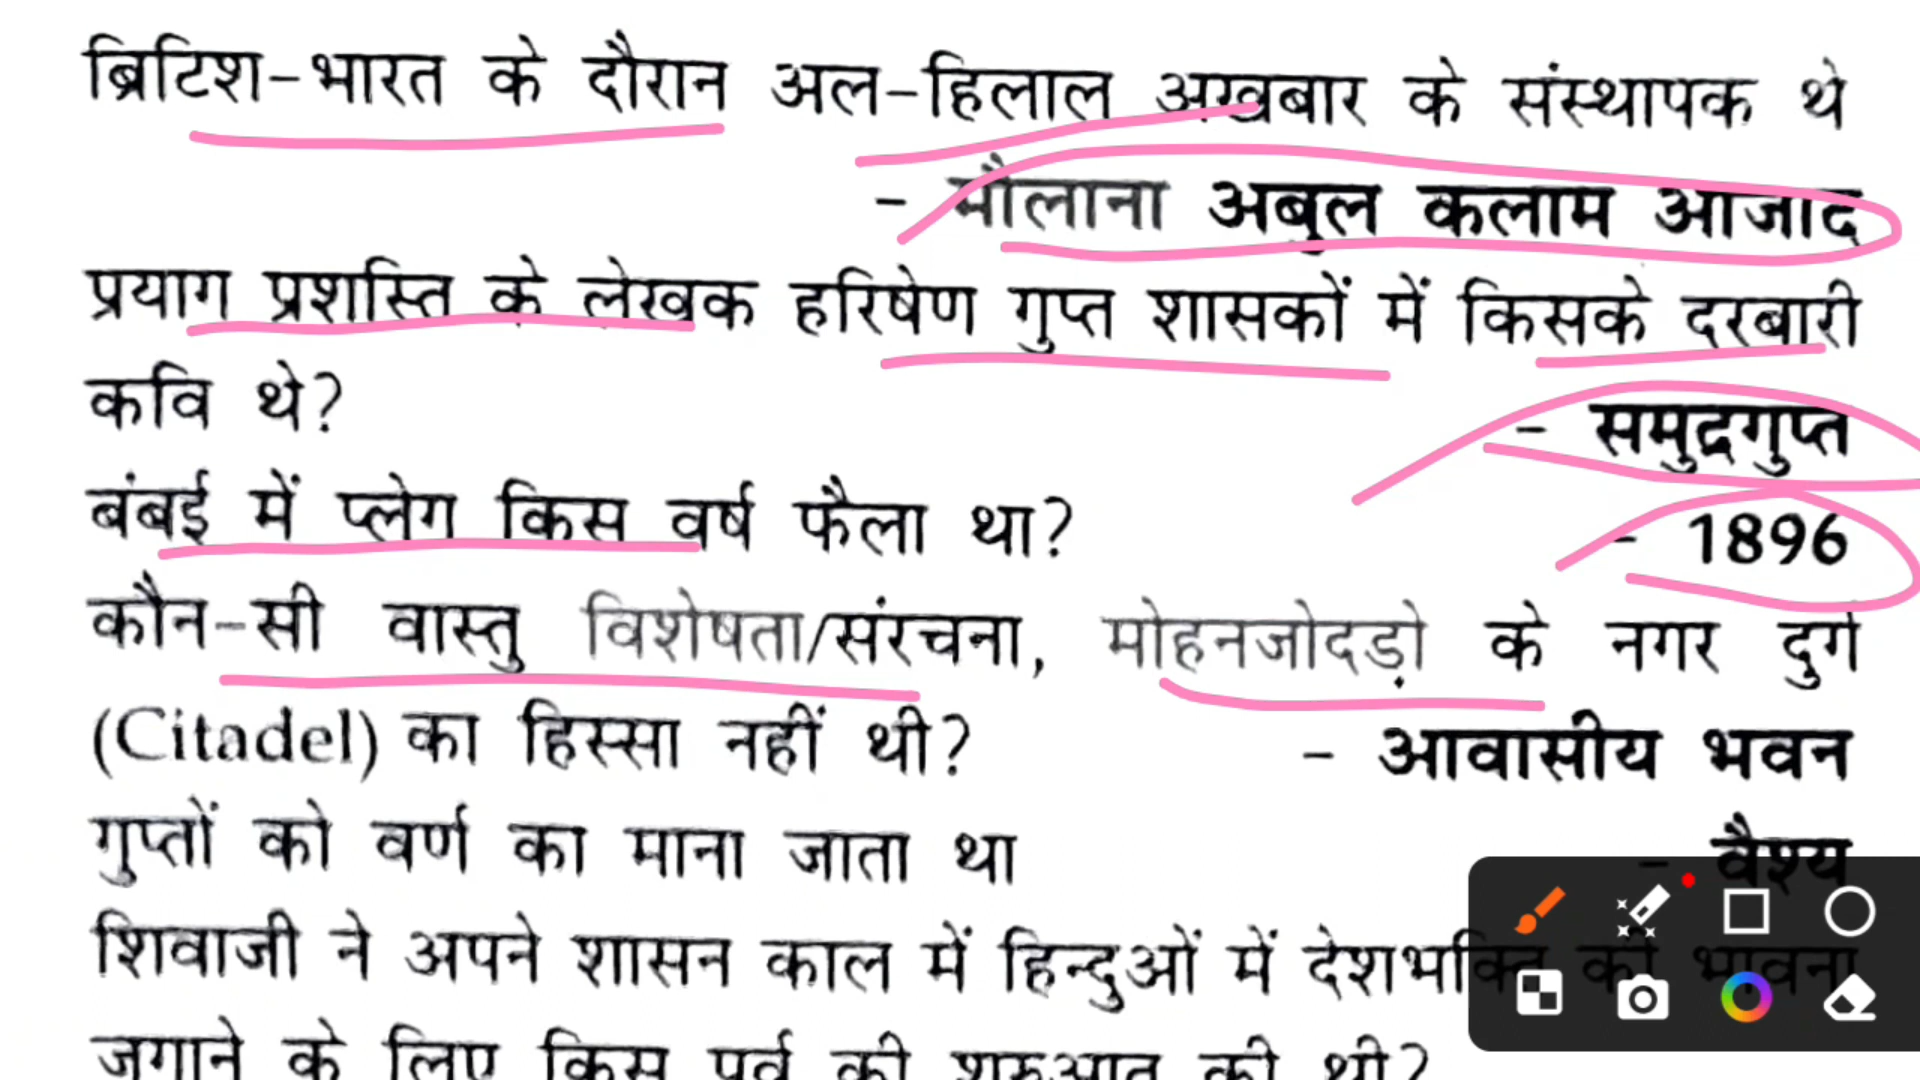 ब्रिटिश-भारत के दौरान अल-हिलाल अखबार के संस्थापक थे
- मौलाना अबुल कलाम आजाद
प्रयाग प्रशस्ति के लेखक हरिषेण गुप्त शासकों में किसके दरबारी
कवि थे?
- समुद्रगुप्त
बंबई में प्लेग किस वर्ष फैला था? - 1896
कौन-सी वास्तु विशेषता/संरचना, मोहनजोदड़ो के नगर दुर्ग
(Citadel) का हिस्सा नहीं थी? - आवासीय भवन
गुप्तों को वर्ण का माना जाता था - वैश्य
शिवाजी ने अपने शासन काल में हिन्दुओं में देशभक्ति की भावना
जगाने के लिए किस पर्व की शुरुआत की थी?